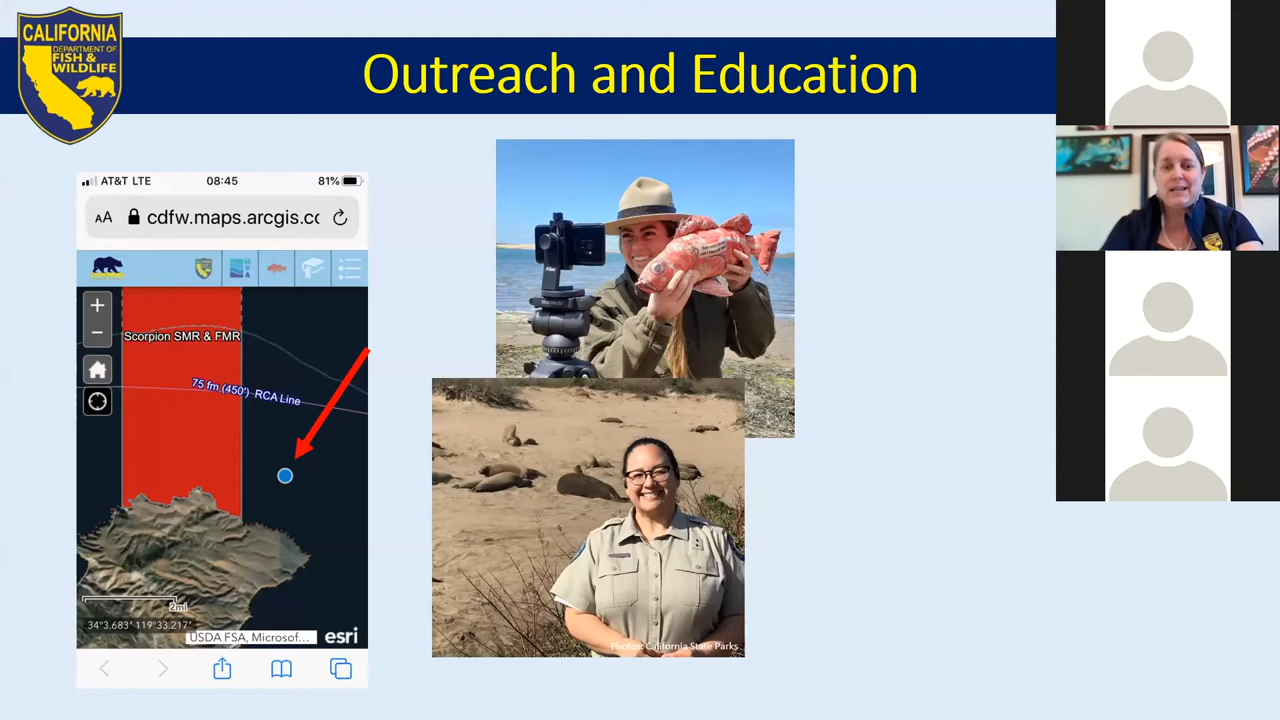 CALIFORNIA
DEPARTMENT OF
FISH &
WILDLIFE
Outreach and Education
AT&T LTE
08:45
81%
AA
cdfw.maps.arcgis.cc
MPA
+
Scorpion SMR & FMR
75 fm (450') RCA Line
2mi
34°3.683' 119°33.217'
USDA FSA, Microsof...
esri
Photos: California State Parks